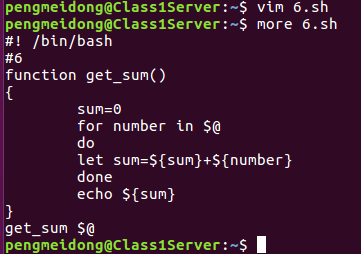 pengmeidong@Class1Server:~$ vim 6.sh
pengmeidong@Class1Server:~$ more 6.sh
#! /bin/bash
#6
function get_sum()
{
        sum=0
        for number in $@
        do
        let sum=${sum}+${number}
        done
        echo ${sum}
}
get_sum $@
pengmeidong@Class1Server:~$